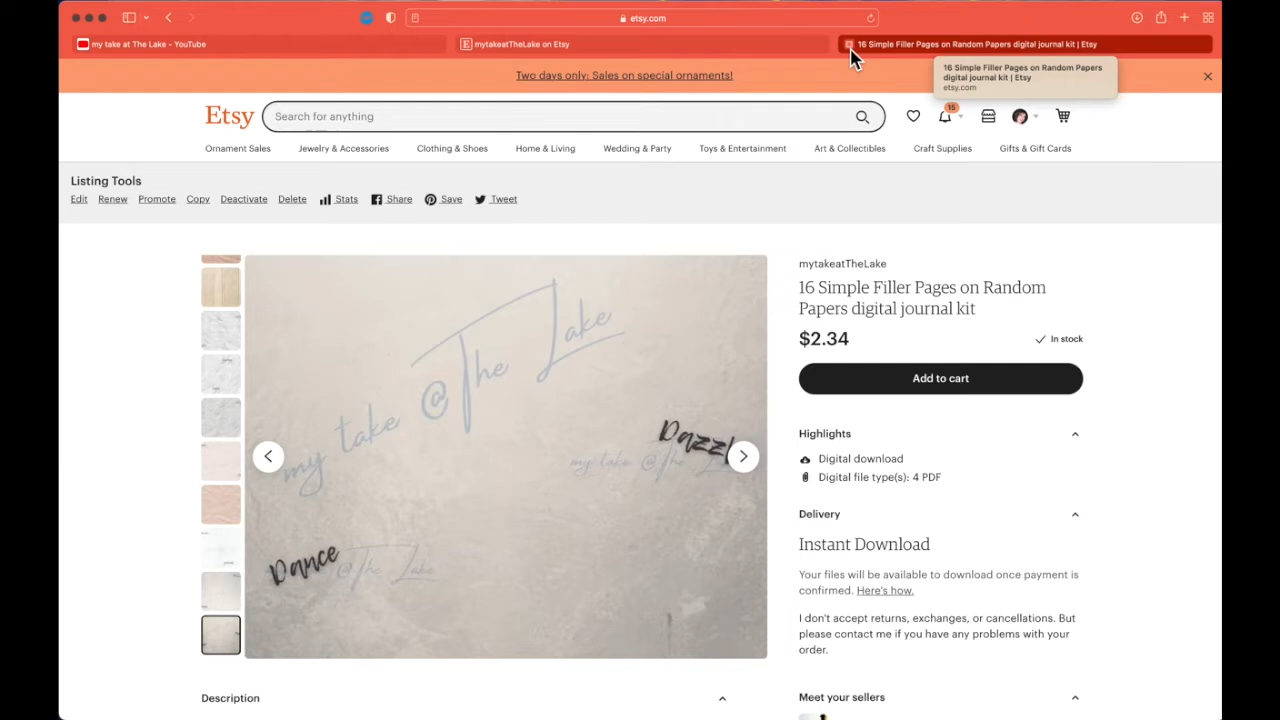 etsy.com
my take at The Lake - YouTube
mytakeatTheLake on Etsy
16 Simple Filler Pages on Random Papers digital journal kit | Etsy
16 Simple Filler Pages on Random Papers
digital journal kit | Etsy
etsy.com
Two days only: Sales on special ornaments!
Etsy
Search for anything
15
Ornament Sales
Jewelry & Accessories
Clothing & Shoes
Home & Living
Wedding & Party
Toys & Entertainment
Art & Collectibles
Craft Supplies
Gifts & Gift Cards
Listing Tools
Edit Renew Promote Copy Deactivate Delete Stats Share Save Tweet
my take @The Lake
Dazzl
my take @The L
Dance
@The Lake
mytakeatTheLake
16 Simple Filler Pages on Random
Papers digital journal kit
$2.34
In stock
Add to cart
Highlights
Digital download
Digital file type(s): 4 PDF
Delivery
Instant Download
Your files will be available to download once payment is
confirmed. Here's how.
I don't accept returns, exchanges, or cancellations. But
please contact me if you have any problems with your
order.
Description
Meet your sellers